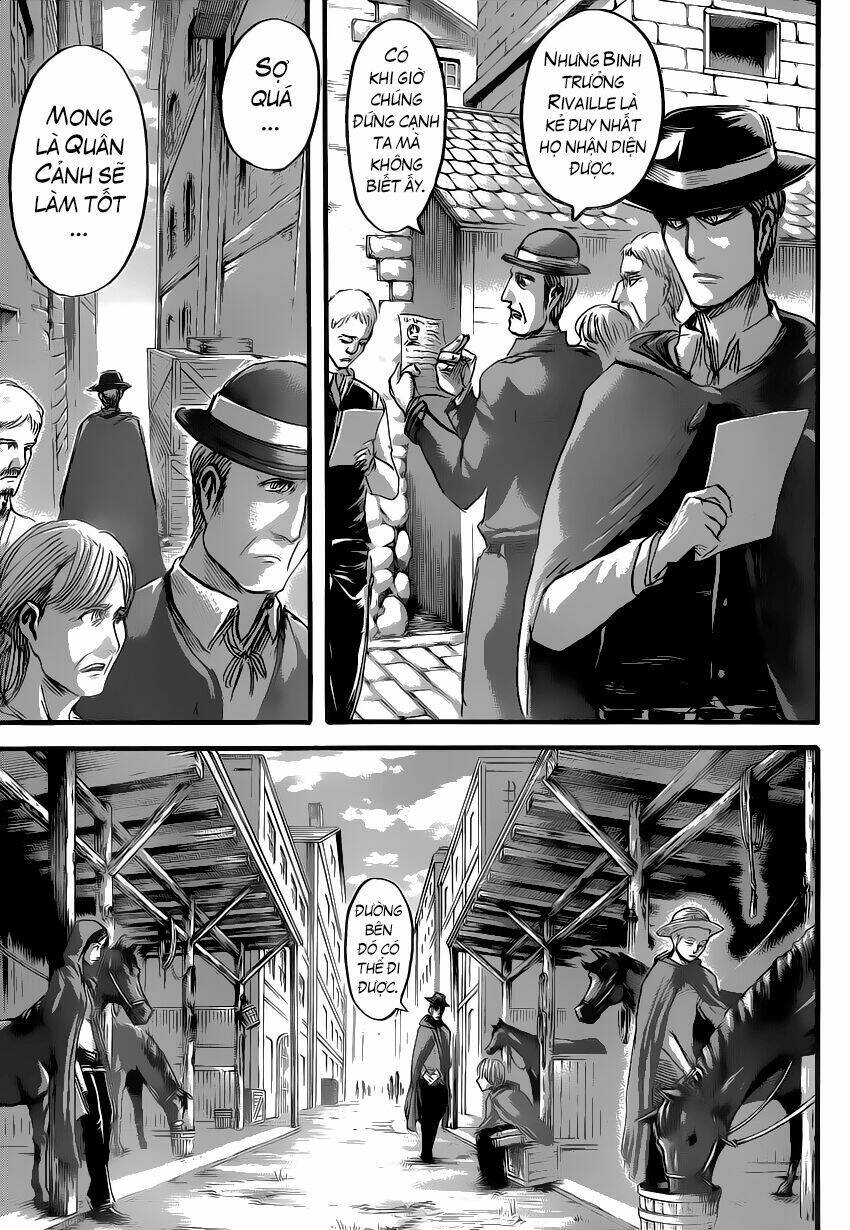 NHƯNG BINH
TRƯỞNG
RIVAILLE LÀ
KẺ DUY NHẤT
HỌ NHẬN DIỆN
ĐƯỢC.
CÓ
KHI GIỜ
CHÚNG
ĐỨNG CẠNH
TA MÀ
KHÔNG
BIẾT ẤY.
SỢ
QUÁ
...
MONG
LÀ QUÂN
CẢNH SẼ
LÀM TỐT
...
ĐƯỜNG
BÊN
ĐÓ CÓ
THỂ ĐI
ĐƯỢC.